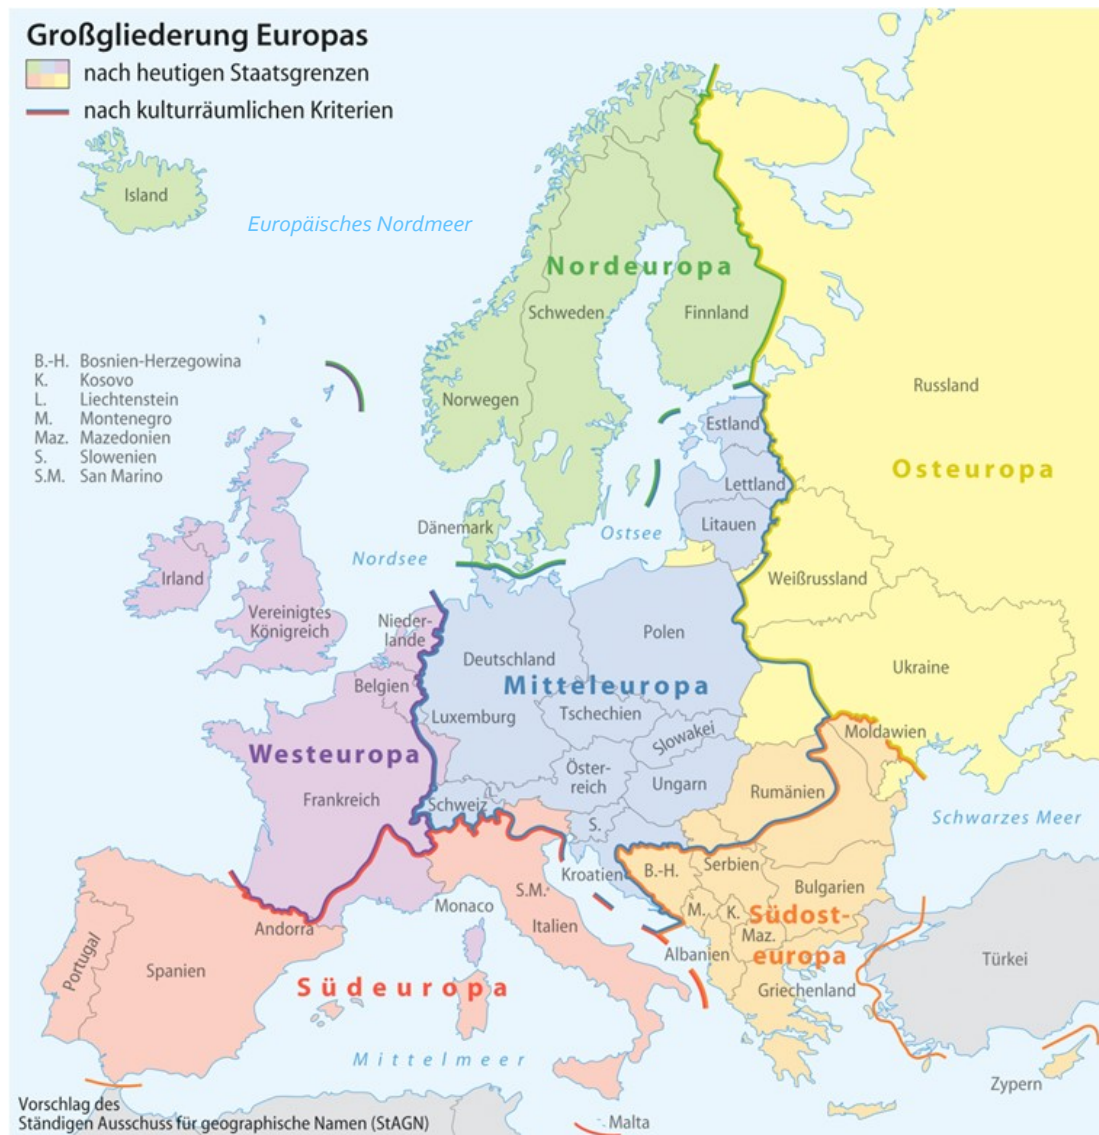 Großgliederung Europas
nach heutigen Staatsgrenzen
nach kulturräumlichen Kriterien
Island
Europäisches Nordmeer
Nordeuropa
Schweden
Finnland
B.-H. Bosnien-Herzegowina
K. Kosovo
L. Liechtenstein
M. Montenegro
Maz. Mazedonien
S. Slowenien
S.M. San Marino
Norwegen
Russland
Estland
Osteuropa
Lettland
Dänemark
Litauen
Ostsee
Nordsee
Irland
Weißrussland
Vereinigtes
Königreich
Nieder-
lande
Polen
Deutschland
Ukraine
Belgien
Mitteleuropa
Luxemburg
Tschechien
Slowakei
Moldawien
Westeuropa
Öster-
reich
Ungarn
Rumänien
Frankreich
Schweiz
L.
S.
Schwarzes Meer
Kroatien
B.-H.
Serbien
Bulgarien
S.M.
Monaco
Italien
M.
K.
Südost-
europa
Maz.
Andorra
Albanien
Portugal
Spanien
Türkei
Südeuropa
Griechenland
Mittelmeer
Zypern
Vorschlag des
Ständigen Ausschuss für geographische Namen (StAGN)
Malta